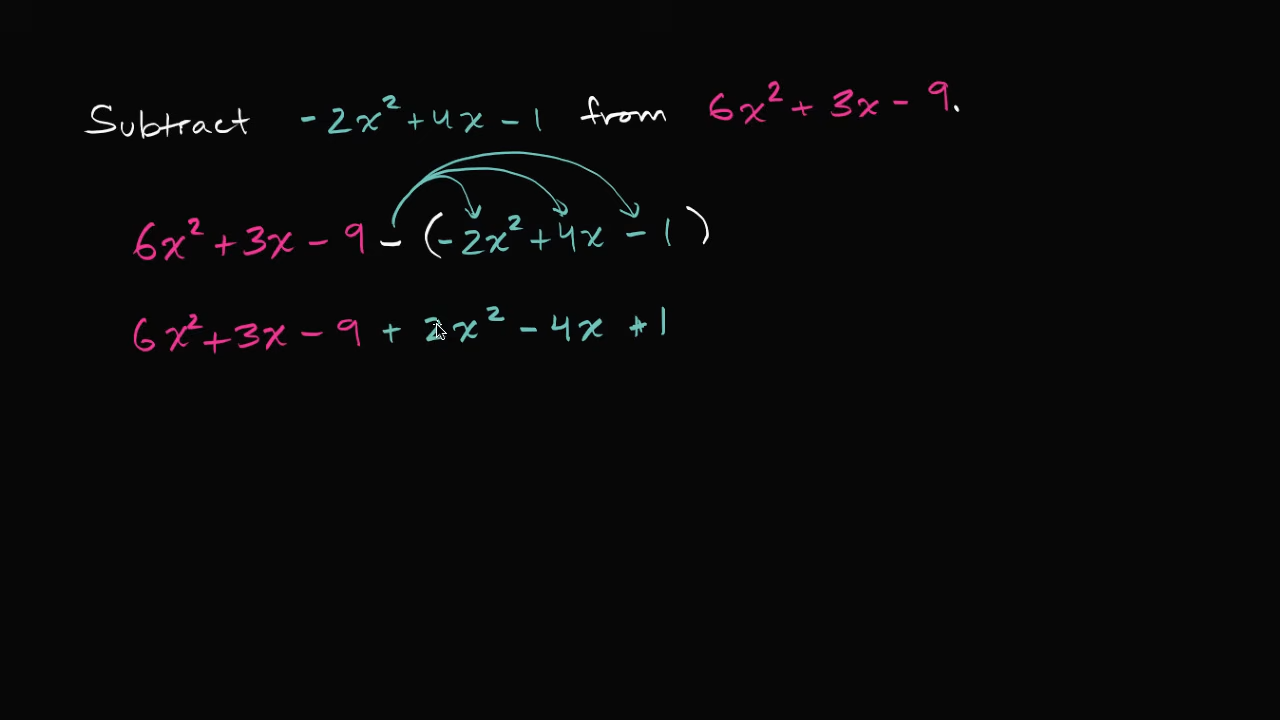 Subtract -2x² + 4x - 1 from 6x² + 3x - 9.
6x² + 3x - 9 - (-2x² + 4x - 1)
6x² + 3x - 9 + 2x² - 4x + 1